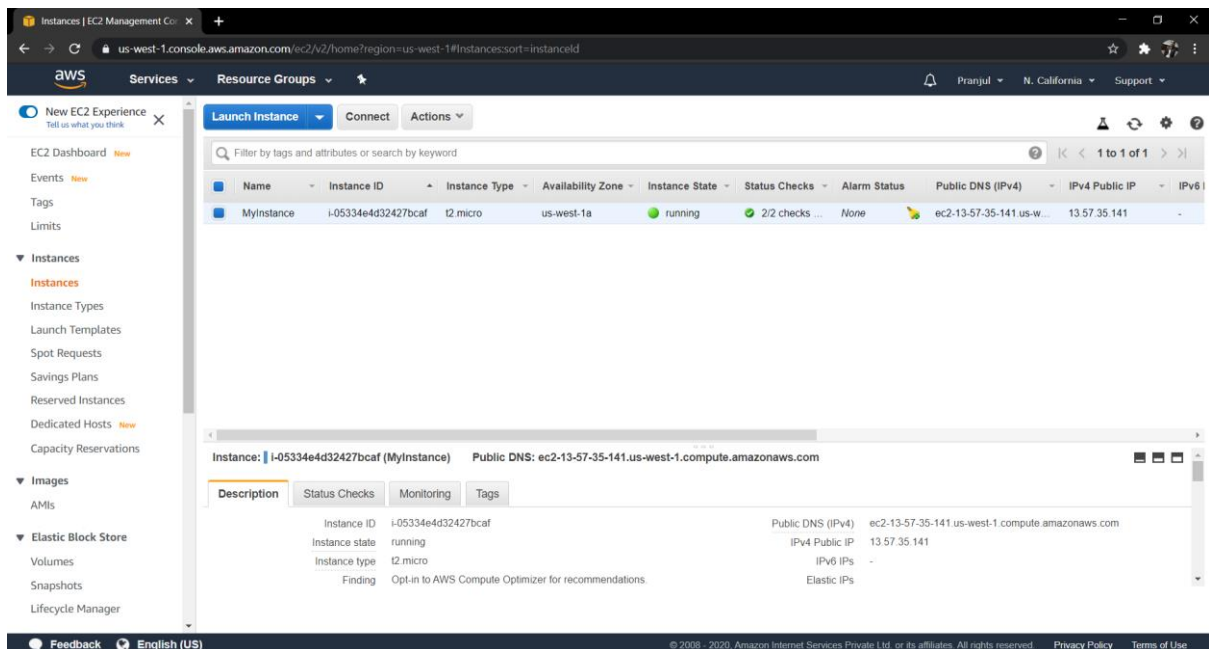 Instances | EC2 Management Con
us-west-1.console.aws.amazon.com/ec2/v2/home?region=us-west-1#Instances:sort=instanceId
aws Services Resource Groups Pranjul N. California Support
New EC2 Experience
Tell us what you think
EC2 Dashboard New
Events New
Tags
Limits
Instances
Instances
Instance Types
Launch Templates
Spot Requests
Savings Plans
Reserved Instances
Dedicated Hosts New
Capacity Reservations
Images
AMIs
Elastic Block Store
Volumes
Snapshots
Lifecycle Manager
Launch Instance Connect Actions
Filter by tags and attributes or search by keyword 1 to 1 of 1
Name Instance ID Instance Type Availability Zone Instance State Status Checks Alarm Status Public DNS (IPv4) IPv4 Public IP IPv6
MyInstance i-05334e4d32427bcaf t2.micro us-west-1a running 2/2 checks ... None ec2-13-57-35-141.us-w... 13.57.35.141 -
Instance: i-05334e4d32427bcaf (MyInstance) Public DNS: ec2-13-57-35-141.us-west-1.compute.amazonaws.com
Description Status Checks Monitoring Tags
Instance ID i-05334e4d32427bcaf Public DNS (IPv4) ec2-13-57-35-141.us-west-1.compute.amazonaws.com
Instance state running IPv4 Public IP 13.57.35.141
Instance type t2.micro IPv6 IPs -
Finding Opt-in to AWS Compute Optimizer for recommendations. Elastic IPs
Feedback English (US) © 2008 - 2020, Amazon Internet Services Private Ltd. or its affiliates. All rights reserved. Privacy Policy Terms of Use